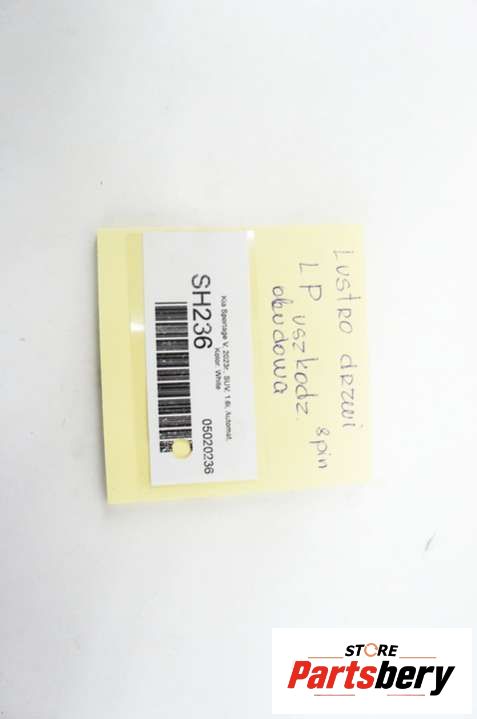 Lustro drzwi
LP uszkodz. 8pin
obudowa
Kia Sportage V, 2023r., SUV, 1.6i, Automat,
Kolor: White
SH236
05020236
STORE
Partsbery